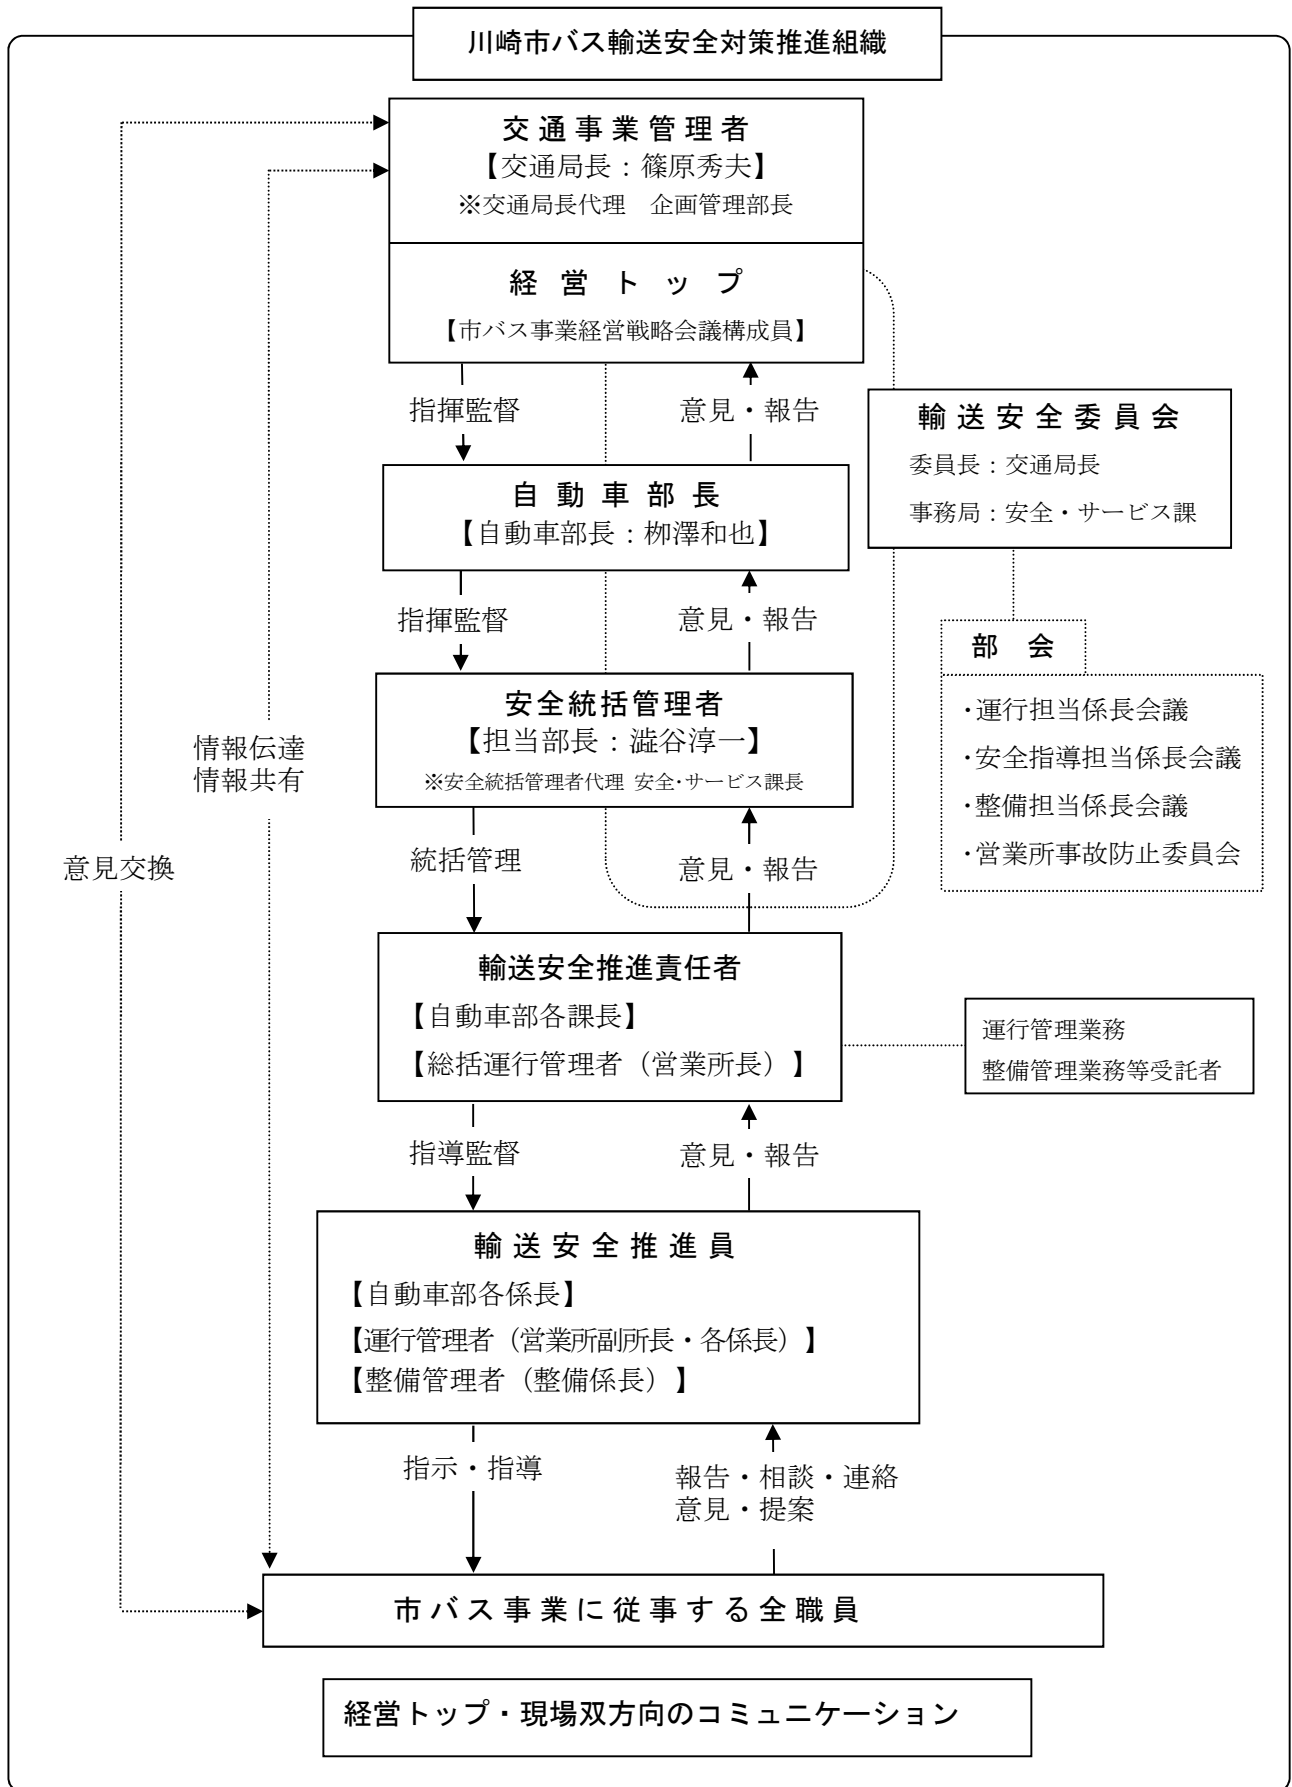 川崎市バス輸送安全対策推進組織
交通事業管理者
【交通局長：篠原秀夫】
※交通局長代理　企画管理部長
経営トップ
【市バス事業経営戦略会議構成員】
指揮監督
意見・報告
輸送安全委員会
委員長：交通局長
事務局：安全・サービス課
自動車部長
【自動車部長：栁澤和也】
指揮監督
意見・報告
部　会
・運行担当係長会議
・安全指導担当係長会議
・整備担当係長会議
・営業所事故防止委員会
安全統括管理者
【担当部長：澁谷淳一】
※安全統括管理者代理 安全・サービス課長
情報伝達
情報共有
意見交換
統括管理
意見・報告
輸送安全推進責任者
【自動車部各課長】
【総括運行管理者（営業所長）】
運行管理業務
整備管理業務等受託者
指導監督
意見・報告
輸送安全推進員
【自動車部各係長】
【運行管理者（営業所副所長・各係長）】
【整備管理者（整備係長）】
指示・指導
報告・相談・連絡
意見・提案
市バス事業に従事する全職員
経営トップ・現場双方向のコミュニケーション